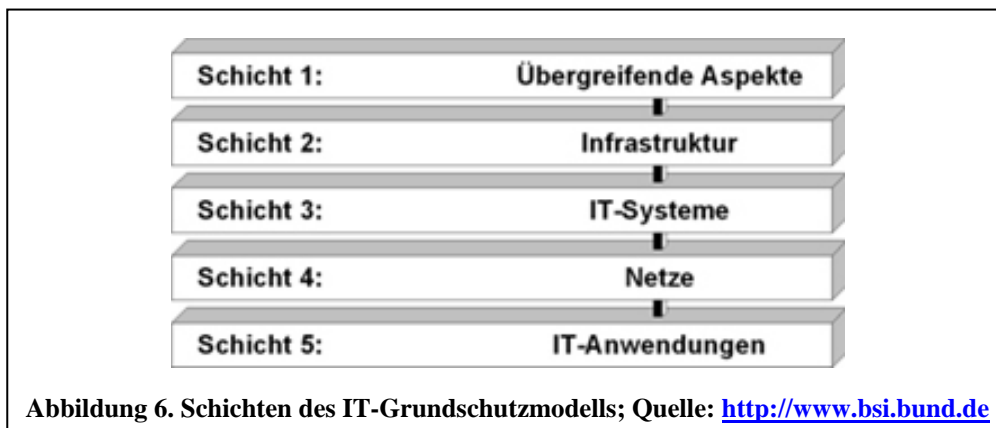 Schicht 1: Übergreifende Aspekte
Schicht 2: Infrastruktur
Schicht 3: IT-Systeme
Schicht 4: Netze
Schicht 5: IT-Anwendungen
Abbildung 6. Schichten des IT-Grundschutzmodells; Quelle: http://www.bsi.bund.de